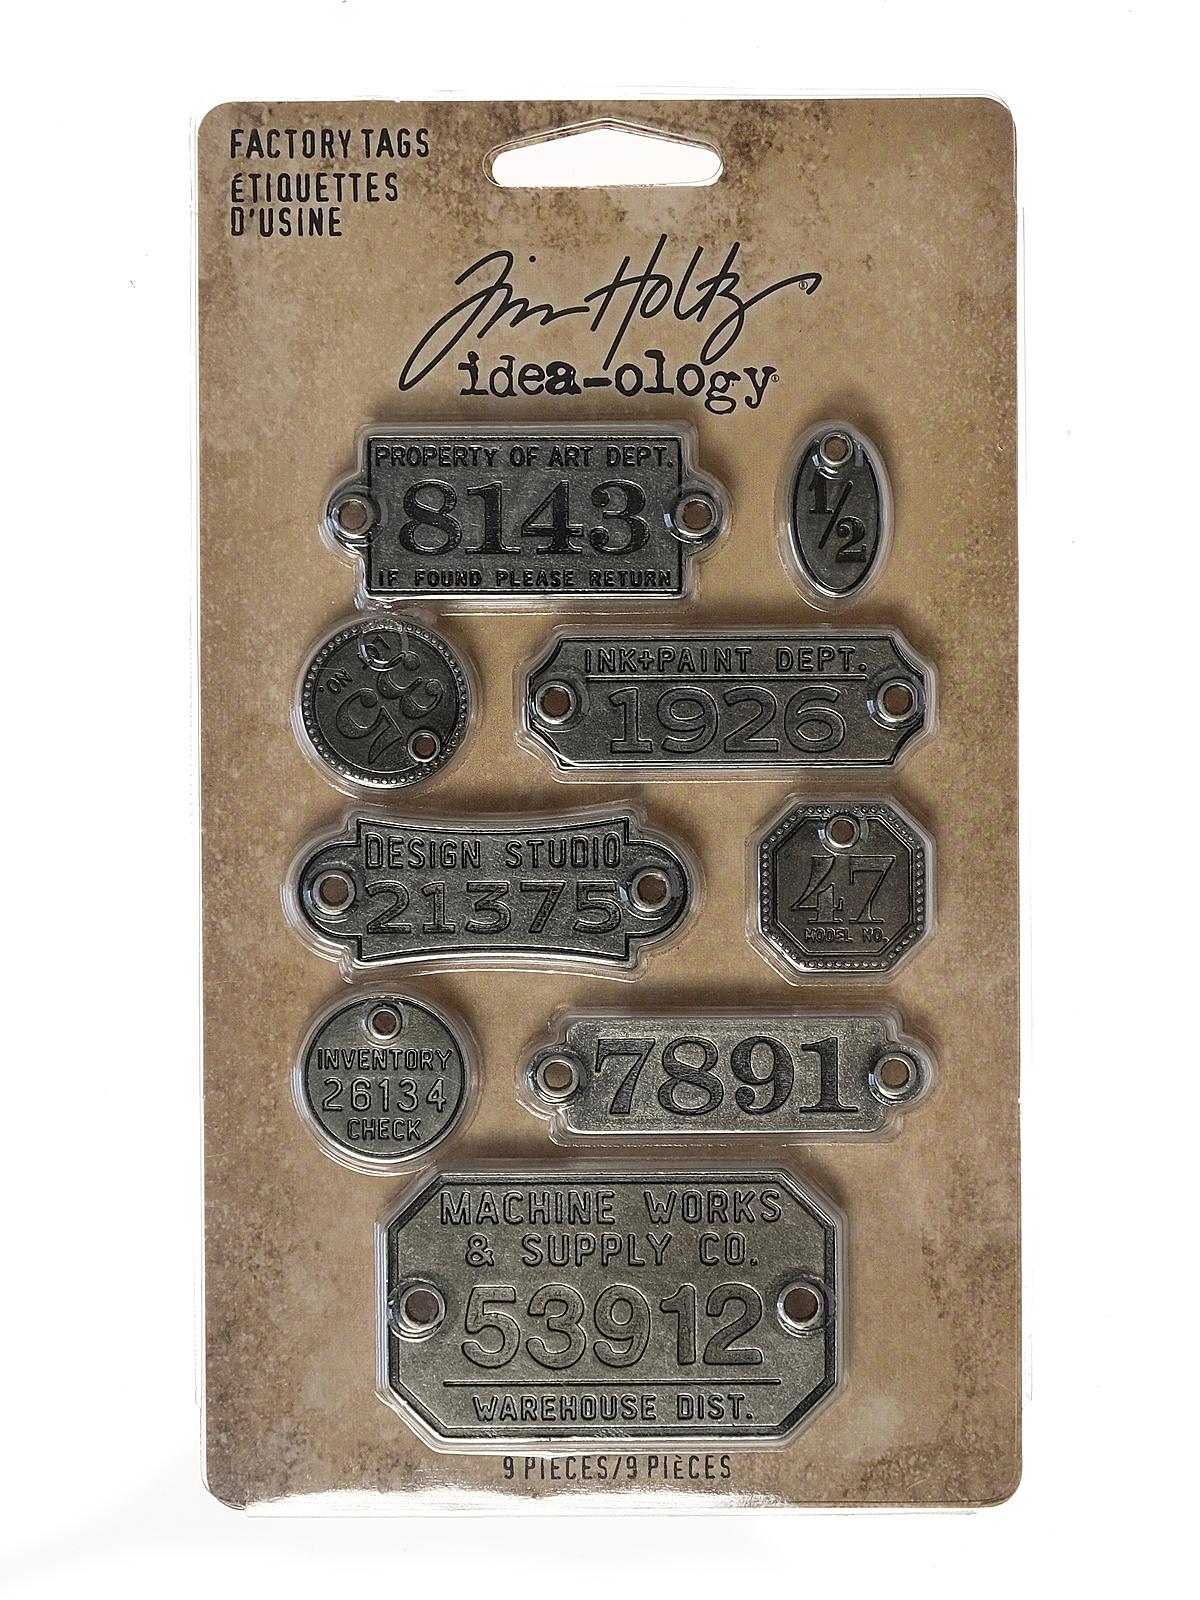 FACTORY TAGS
ÉTIQUETTES
D'USINE
Tim Holtz®
idea-ology
PROPERTY OF ART DEPT.
8143
IF FOUND PLEASE RETURN
1/2
NO.
INK+PAINT DEPT.
1926
DESIGN STUDIO
21375
47
MODEL NO.
INVENTORY
26134
CHECK
7891
MACHINE WORKS
& SUPPLY CO.
53912
WAREHOUSE DIST.
9 PIECES/9 PIÈCES